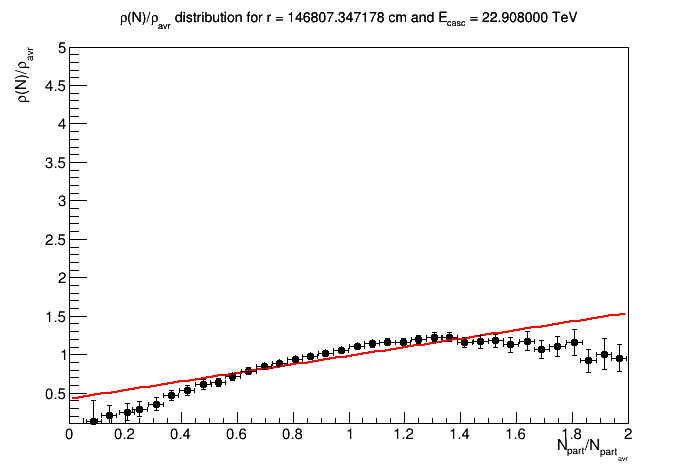 ρ(N)/ρavr distribution for r = 146807.347178 cm and Ecasc = 22.908000 TeV
ρ(N)/ρavr
5
4.5
4
3.5
3
2.5
2
1.5
1
0.5
0 0.2 0.4 0.6 0.8 1 1.2 1.4 1.6 1.8 2
Npart/Npartavr